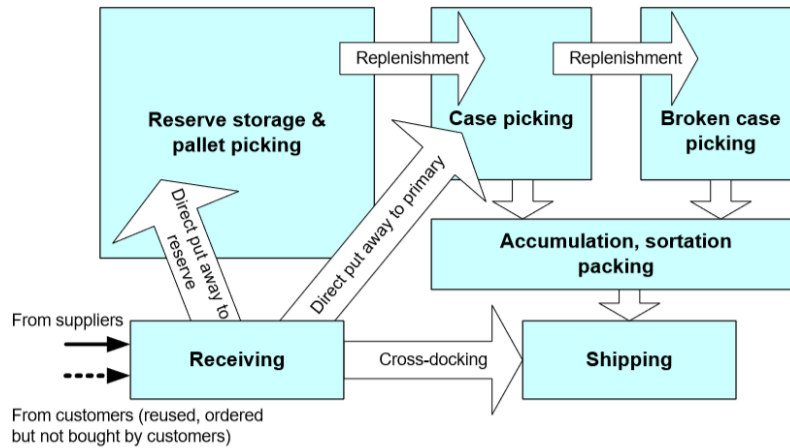 Replenishment
Replenishment
Reserve storage &
pallet picking
Case picking
Broken case
picking
Direct put away to
reserve
Direct put away to primary
Accumulation, sortation
packing
From suppliers
Receiving
Cross-docking
Shipping
From customers (reused, ordered
but not bought by customers)